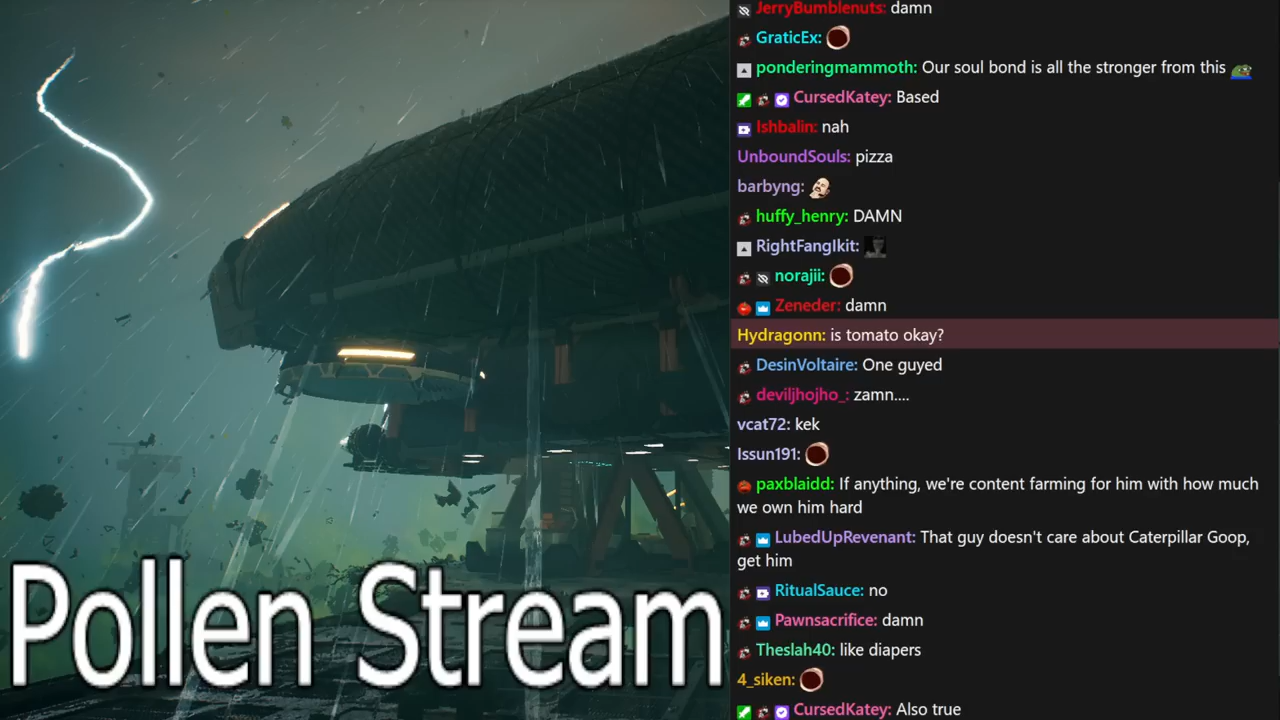 JerryBumblenuts: damn
GraticEx:
ponderingmammoth: Our soul bond is all the stronger from this
CursedKatey: Based
Ishbalin: nah
UnboundSouls: pizza
barbyng:
huffy_henry: DAMN
RightFangIkit:
norajii:
Zeneder: damn
Hydragonn: is tomato okay?
DesinVoltaire: One guyed
deviljhojho_: zamn....
vcat72: kek
Issun191:
paxblaidd: If anything, we're content farming for him with how much
we own him hard
LubedUpRevenant: That guy doesn't care about Caterpillar Goop,
get him
RitualSauce: no
Pawnsacrifice: damn
Theslah40: like diapers
4_siken:
CursedKatey: Also true
Pollen Stream